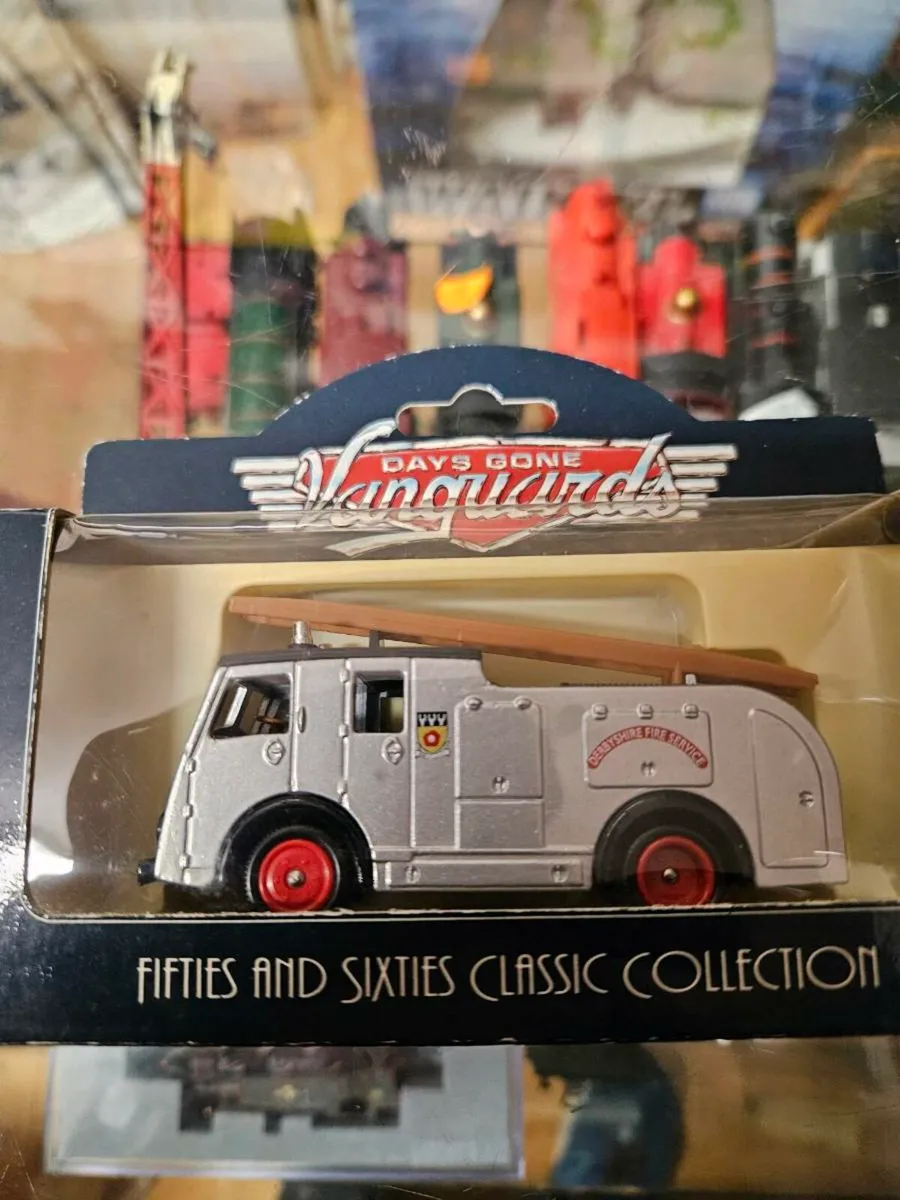 DAYS GONE
Vanguards
DERBYSHIRE FIRE SERVICE
FIFTIES AND SIXTIES CLASSIC COLLECTION